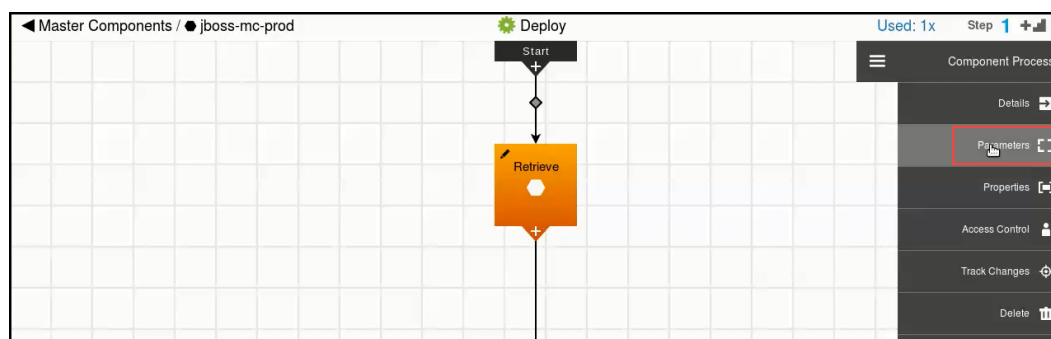 Master Components / jboss-mc-prod
Deploy
Used: 1x
Step 1
Start
Component Process
Details
Parameters
Retrieve
Properties
Access Control
Track Changes
Delete